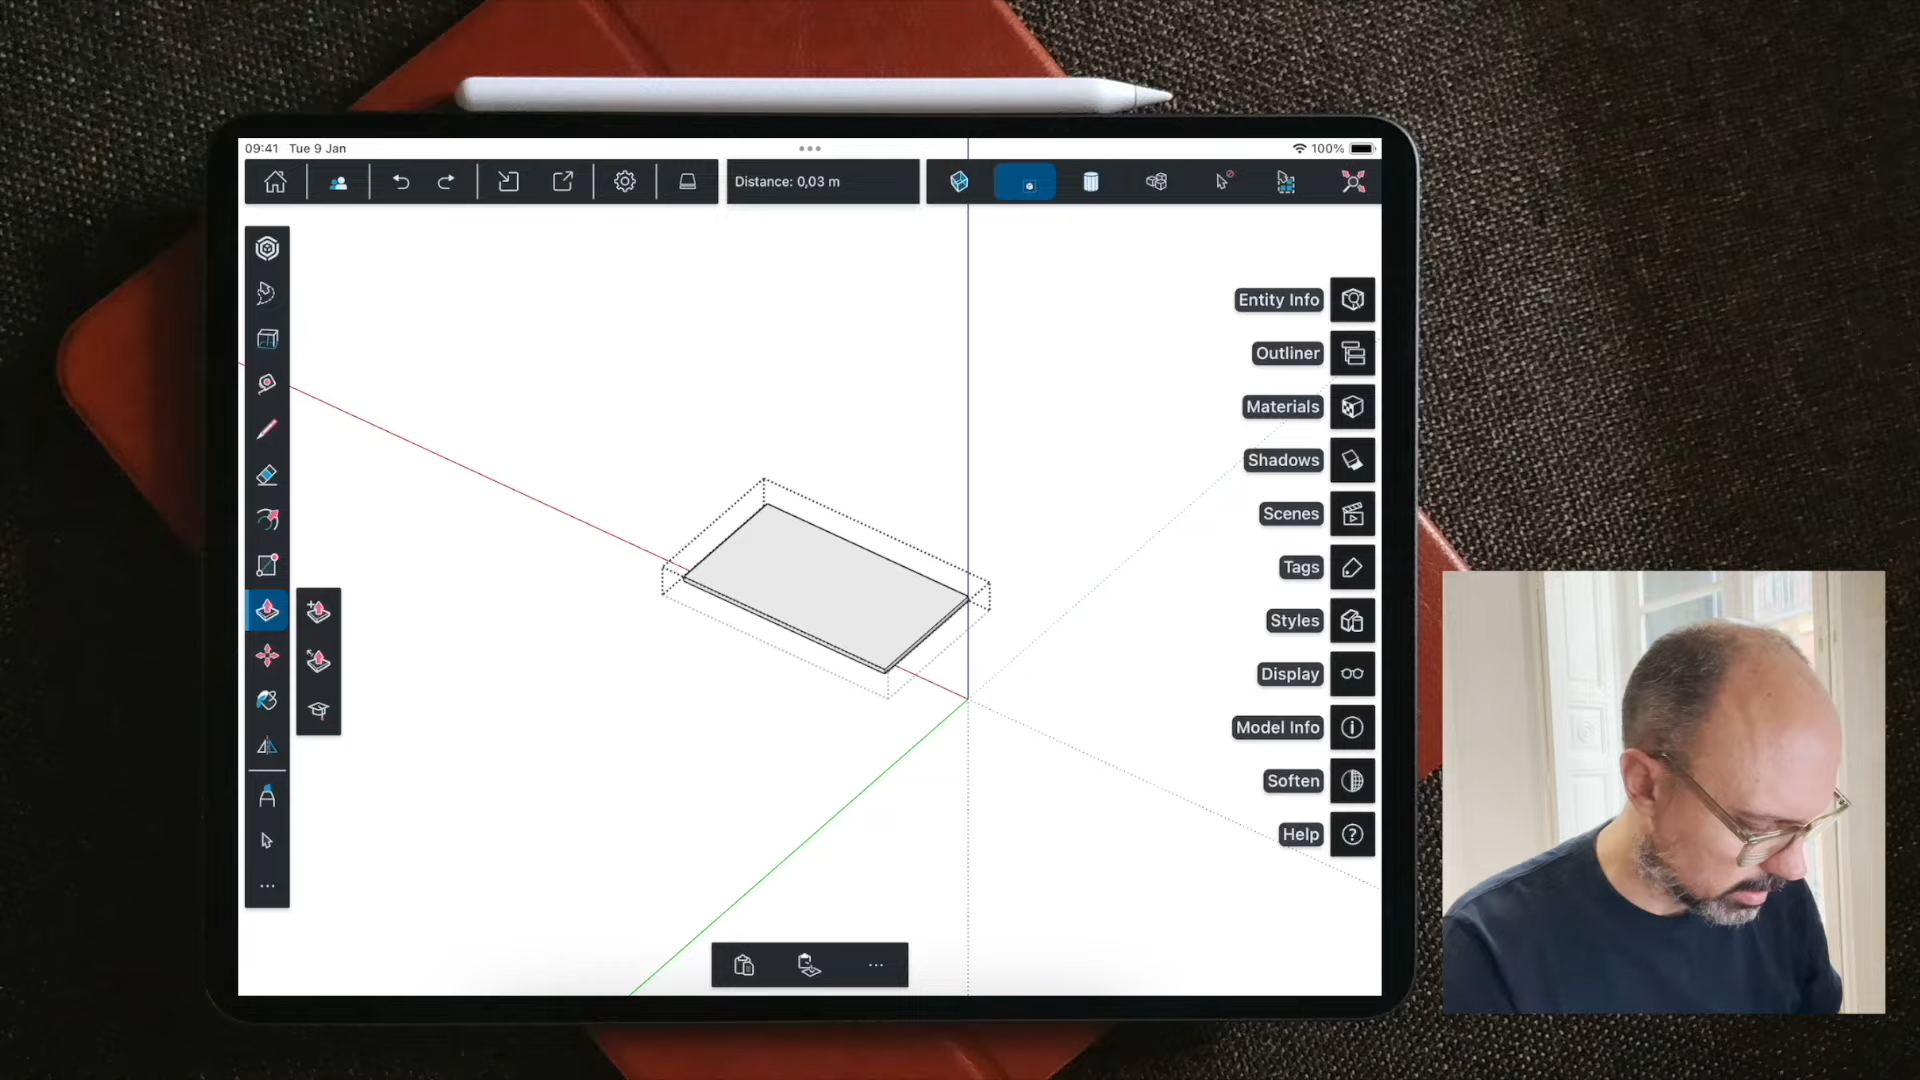 09:41 Tue 9 Jan
100%
Distance: 0,03 m
Entity Info
Outliner
Materials
Shadows
Scenes
Tags
Styles
Display
Model Info
Soften
Help